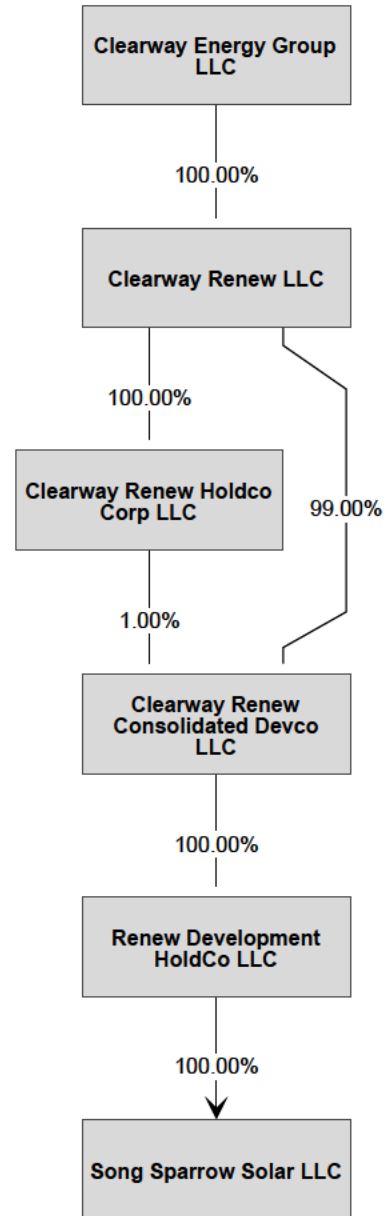 Clearway Energy Group
LLC
100.00%
Clearway Renew LLC
100.00%
Clearway Renew Holdco
Corp LLC
99.00%
1.00%
Clearway Renew
Consolidated Devco
LLC
100.00%
Renew Development
HoldCo LLC
100.00%
Song Sparrow Solar LLC